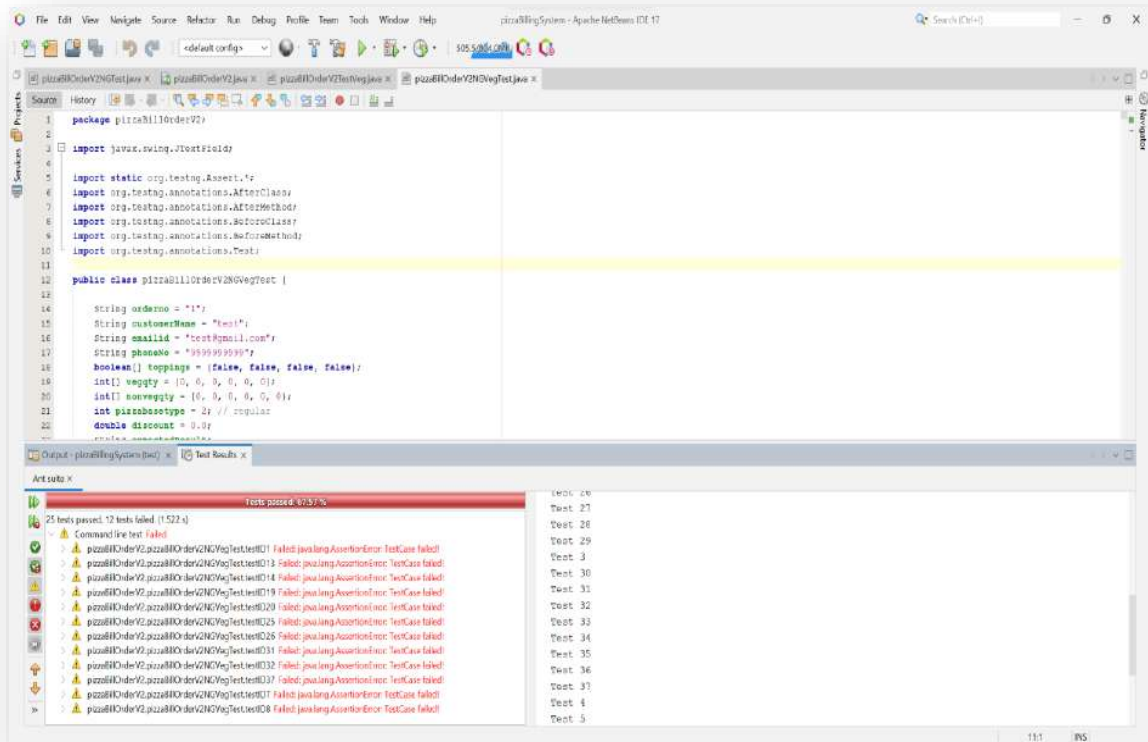 File Edit View Navigate Source Refactor Run Debug Profile Team Tools Window Help
pizzaBillingSystem - Apache NetBeans IDE 17
Search (Ctrl+I)
<default config>
pizzaBillOrderV2NGTest.java × pizzaBillOrderV2.java × pizzaBillOrderV2TestVeg.java × pizzaBillOrderV2NGVegTest.java ×
Source History
Projects
Services
Navigator
1 package pizzaBillOrderV2;
2
3 import javax.swing.JTextField;
4
5 import static org.testng.Assert.*;
6 import org.testng.annotations.AfterClass;
7 import org.testng.annotations.AfterMethod;
8 import org.testng.annotations.BeforeClass;
9 import org.testng.annotations.BeforeMethod;
10 import org.testng.annotations.Test;
11
12 public class pizzaBillOrderV2NGVegTest {
13
14 String orderno = "1";
15 String customerName = "test";
16 String emailid = "test@gmail.com";
17 String phoneNo = "9999999999";
18 boolean[] toppings = {false, false, false, false};
19 int[] vegqty = {0, 0, 0, 0, 0, 0};
20 int[] nonvegqty = {0, 0, 0, 0, 0, 0};
21 int pizzabasetype = 2; // regular
22 double discount = 0.0;
Output - pizzaBillingSystem (test) × Test Results ×
Ant suite ×
Tests passed: 67.57 %
25 tests passed, 12 tests failed. (1.522 s)
Command line test Failed
pizzaBillOrderV2.pizzaBillOrderV2NGVegTest.testID1 Failed: java.lang.AssertionError: TestCase failed!
pizzaBillOrderV2.pizzaBillOrderV2NGVegTest.testID13 Failed: java.lang.AssertionError: TestCase failed!
pizzaBillOrderV2.pizzaBillOrderV2NGVegTest.testID14 Failed: java.lang.AssertionError: TestCase failed!
pizzaBillOrderV2.pizzaBillOrderV2NGVegTest.testID19 Failed: java.lang.AssertionError: TestCase failed!
pizzaBillOrderV2.pizzaBillOrderV2NGVegTest.testID20 Failed: java.lang.AssertionError: TestCase failed!
pizzaBillOrderV2.pizzaBillOrderV2NGVegTest.testID25 Failed: java.lang.AssertionError: TestCase failed!
pizzaBillOrderV2.pizzaBillOrderV2NGVegTest.testID26 Failed: java.lang.AssertionError: TestCase failed!
pizzaBillOrderV2.pizzaBillOrderV2NGVegTest.testID31 Failed: java.lang.AssertionError: TestCase failed!
pizzaBillOrderV2.pizzaBillOrderV2NGVegTest.testID32 Failed: java.lang.AssertionError: TestCase failed!
pizzaBillOrderV2.pizzaBillOrderV2NGVegTest.testID37 Failed: java.lang.AssertionError: TestCase failed!
pizzaBillOrderV2.pizzaBillOrderV2NGVegTest.testID7 Failed: java.lang.AssertionError: TestCase failed!
pizzaBillOrderV2.pizzaBillOrderV2NGVegTest.testID8 Failed: java.lang.AssertionError: TestCase failed!
Test 26
Test 27
Test 28
Test 29
Test 3
Test 30
Test 31
Test 32
Test 33
Test 34
Test 35
Test 36
Test 37
Test 4
Test 5
11:1 INS